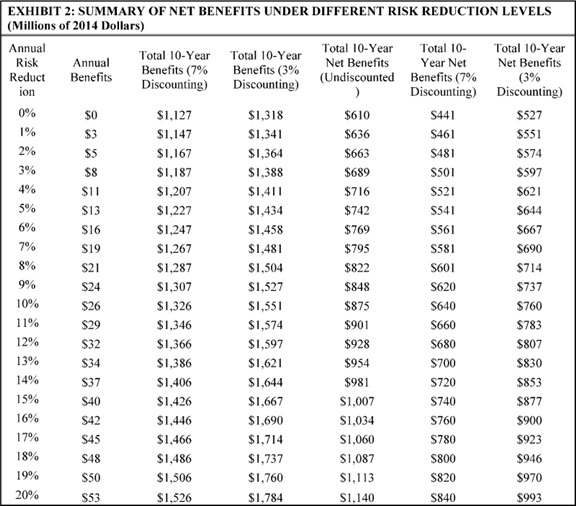 EXHIBIT 2: SUMMARY OF NET BENEFITS UNDER DIFFERENT RISK REDUCTION LEVELS
(Millions of 2014 Dollars)
Annual Risk Reduct ion | Annual Benefits | Total 10-Year Benefits (7% Discounting) | Total 10-Year Benefits (3% Discounting) | Total 10-Year Net Benefits (Undiscounted ) | Total 10- Year Net Benefits (7% Discounting) | Total 10-Year Net Benefits (3% Discounting)
0% $0 $1,127 $1,318 $610 $441 $527
1% $3 $1,147 $1,341 $636 $461 $551
2% $5 $1,167 $1,364 $663 $481 $574
3% $8 $1,187 $1,388 $689 $501 $597
4% $11 $1,207 $1,411 $716 $521 $621
5% $13 $1,227 $1,434 $742 $541 $644
6% $16 $1,247 $1,458 $769 $561 $667
7% $19 $1,267 $1,481 $795 $581 $690
8% $21 $1,287 $1,504 $822 $601 $714
9% $24 $1,307 $1,527 $848 $620 $737
10% $26 $1,326 $1,551 $875 $640 $760
11% $29 $1,346 $1,574 $901 $660 $783
12% $32 $1,366 $1,597 $928 $680 $807
13% $34 $1,386 $1,621 $954 $700 $830
14% $37 $1,406 $1,644 $981 $720 $853
15% $40 $1,426 $1,667 $1,007 $740 $877
16% $42 $1,446 $1,690 $1,034 $760 $900
17% $45 $1,466 $1,714 $1,060 $780 $923
18% $48 $1,486 $1,737 $1,087 $800 $946
19% $50 $1,506 $1,760 $1,113 $820 $970
20% $53 $1,526 $1,784 $1,140 $840 $993